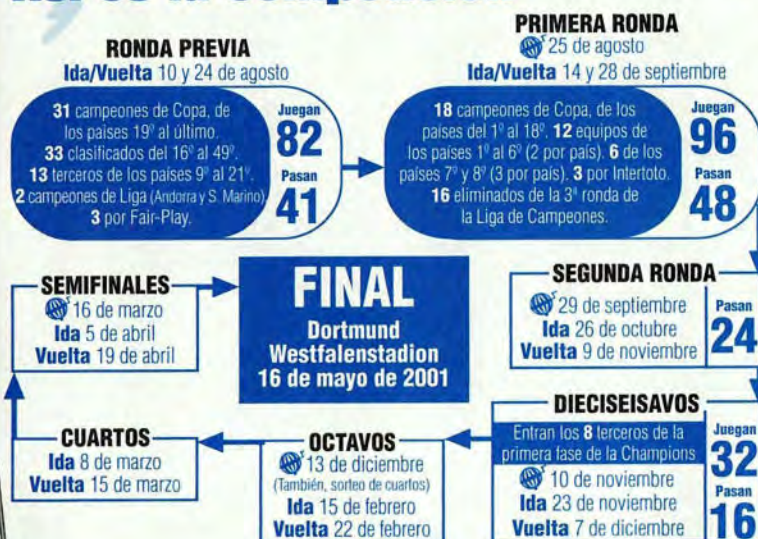 RONDA PREVIA
Ida/Vuelta 10 y 24 de agosto
31 campeones de Copa, de
los países 19º al último.
33 clasificados del 16º al 49º.
13 terceros de los países 9º al 21º.
2 campeones de Liga (Andorra y S. Marino)
3 por Fair-Play.
Juegan
82
Pasan
41
PRIMERA RONDA
25 de agosto
Ida/Vuelta 14 y 28 de septiembre
18 campeones de Copa, de los
países del 1º al 18º. 12 equipos de
los países 1º al 6º (2 por país). 6 de los
países 7º y 8º (3 por país). 3 por Intertoto.
16 eliminados de la 3ª ronda de
la Liga de Campeones.
Juegan
96
Pasan
48
SEGUNDA RONDA
29 de septiembre
Ida 26 de octubre
Vuelta 9 de noviembre
Pasan
24
DIECISEISAVOS
Entran los 8 terceros de la
primera fase de la Champions
10 de noviembre
Ida 23 de noviembre
Vuelta 7 de diciembre
Juegan
32
Pasan
16
OCTAVOS
13 de diciembre
(También, sorteo de cuartos)
Ida 15 de febrero
Vuelta 22 de febrero
CUARTOS
Ida 8 de marzo
Vuelta 15 de marzo
SEMIFINALES
16 de marzo
Ida 5 de abril
Vuelta 19 de abril
FINAL
Dortmund
Westfalenstadion
16 de mayo de 2001